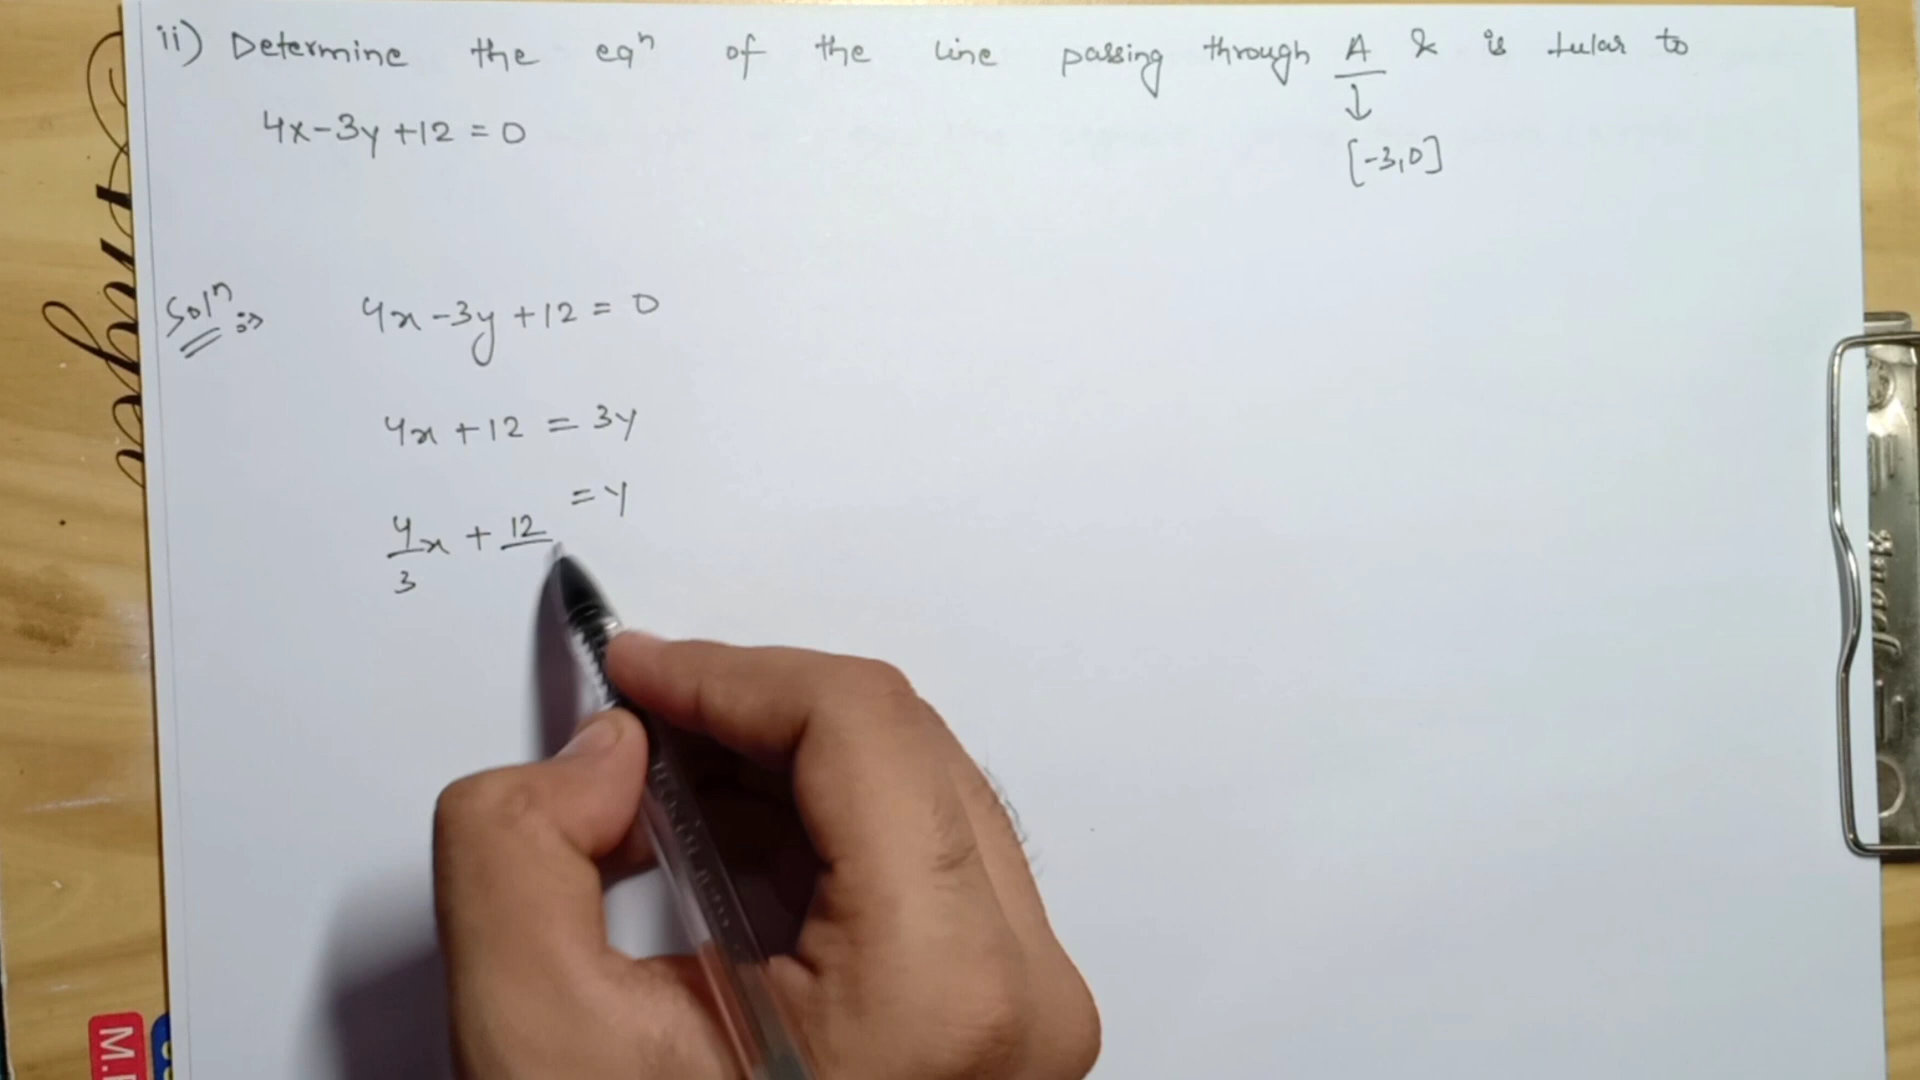 ii) Determine the eqⁿ of the line passing through A & is ⊥ular to
4x-3y+12=0
↓
[-3,0]
Solⁿ :⇒ 4x-3y+12=0
4x+12=3y
4/3x + 12 = y
M.